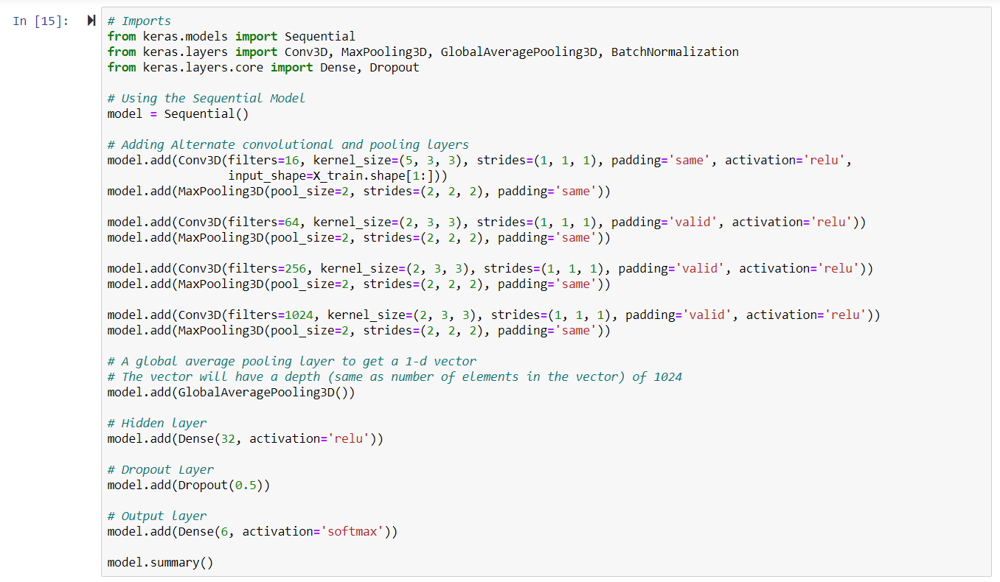 In [15]:
# Imports
from keras.models import Sequential
from keras.layers import Conv3D, MaxPooling3D, GlobalAveragePooling3D, BatchNormalization
from keras.layers.core import Dense, Dropout
# Using the Sequential Model
model = Sequential()
# Adding Alternate convolutional and pooling layers
model.add(Conv3D(filters=16, kernel_size=(5, 3, 3), strides=(1, 1, 1), padding='same', activation='relu',
                 input_shape=X_train.shape[1:]))
model.add(MaxPooling3D(pool_size=2, strides=(2, 2, 2), padding='same'))
model.add(Conv3D(filters=64, kernel_size=(2, 3, 3), strides=(1, 1, 1), padding='valid', activation='relu'))
model.add(MaxPooling3D(pool_size=2, strides=(2, 2, 2), padding='same'))
model.add(Conv3D(filters=256, kernel_size=(2, 3, 3), strides=(1, 1, 1), padding='valid', activation='relu'))
model.add(MaxPooling3D(pool_size=2, strides=(2, 2, 2), padding='same'))
model.add(Conv3D(filters=1024, kernel_size=(2, 3, 3), strides=(1, 1, 1), padding='valid', activation='relu'))
model.add(MaxPooling3D(pool_size=2, strides=(2, 2, 2), padding='same'))
# A global average pooling layer to get a 1-d vector
# The vector will have a depth (same as number of elements in the vector) of 1024
model.add(GlobalAveragePooling3D())
# Hidden layer
model.add(Dense(32, activation='relu'))
# Dropout Layer
model.add(Dropout(0.5))
# Output layer
model.add(Dense(6, activation='softmax'))
model.summary()